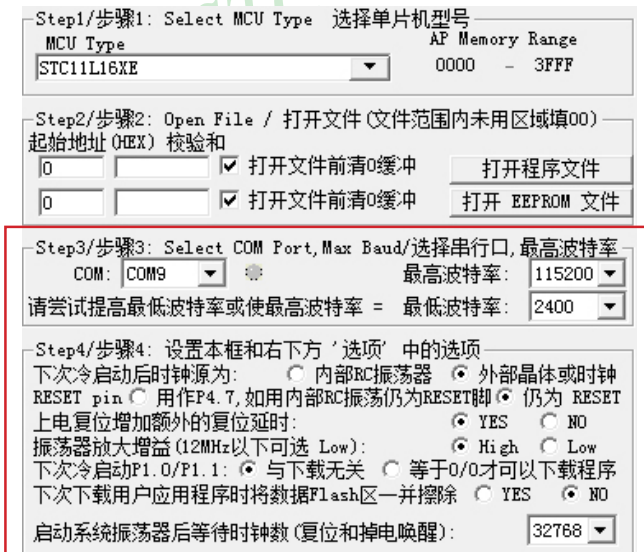 Step1/步骤1: Select MCU Type 选择单片机型号
MCU Type AP Memory Range
STC11L16XE 0000 - 3FFF
Step2/步骤2: Open File / 打开文件(文件范围内未用区域填00)
起始地址(HEX) 校验和
0 打开文件前清0缓冲 打开程序文件
0 打开文件前清0缓冲 打开 EEPROM 文件
Step3/步骤3: Select COM Port,Max Baud/选择串行口,最高波特率
COM: COM9 最高波特率: 115200
请尝试提高最低波特率或使最高波特率 = 最低波特率: 2400
Step4/步骤4: 设置本框和右下方 '选项' 中的选项
下次冷启动后时钟源为: 内部RC振荡器 外部晶体或时钟
RESET pin 用作P4.7,如用内部RC振荡仍为RESET脚 仍为 RESET
上电复位增加额外的复位延时: YES NO
振荡器放大增益(12MHz以下可选 Low): High Low
下次冷启动P1.0/P1.1: 与下载无关 等于0/0才可以下载程序
下次下载用户应用程序时将数据Flash区一并擦除 YES NO
启动系统振荡器后等待时钟数(复位和掉电唤醒): 32768